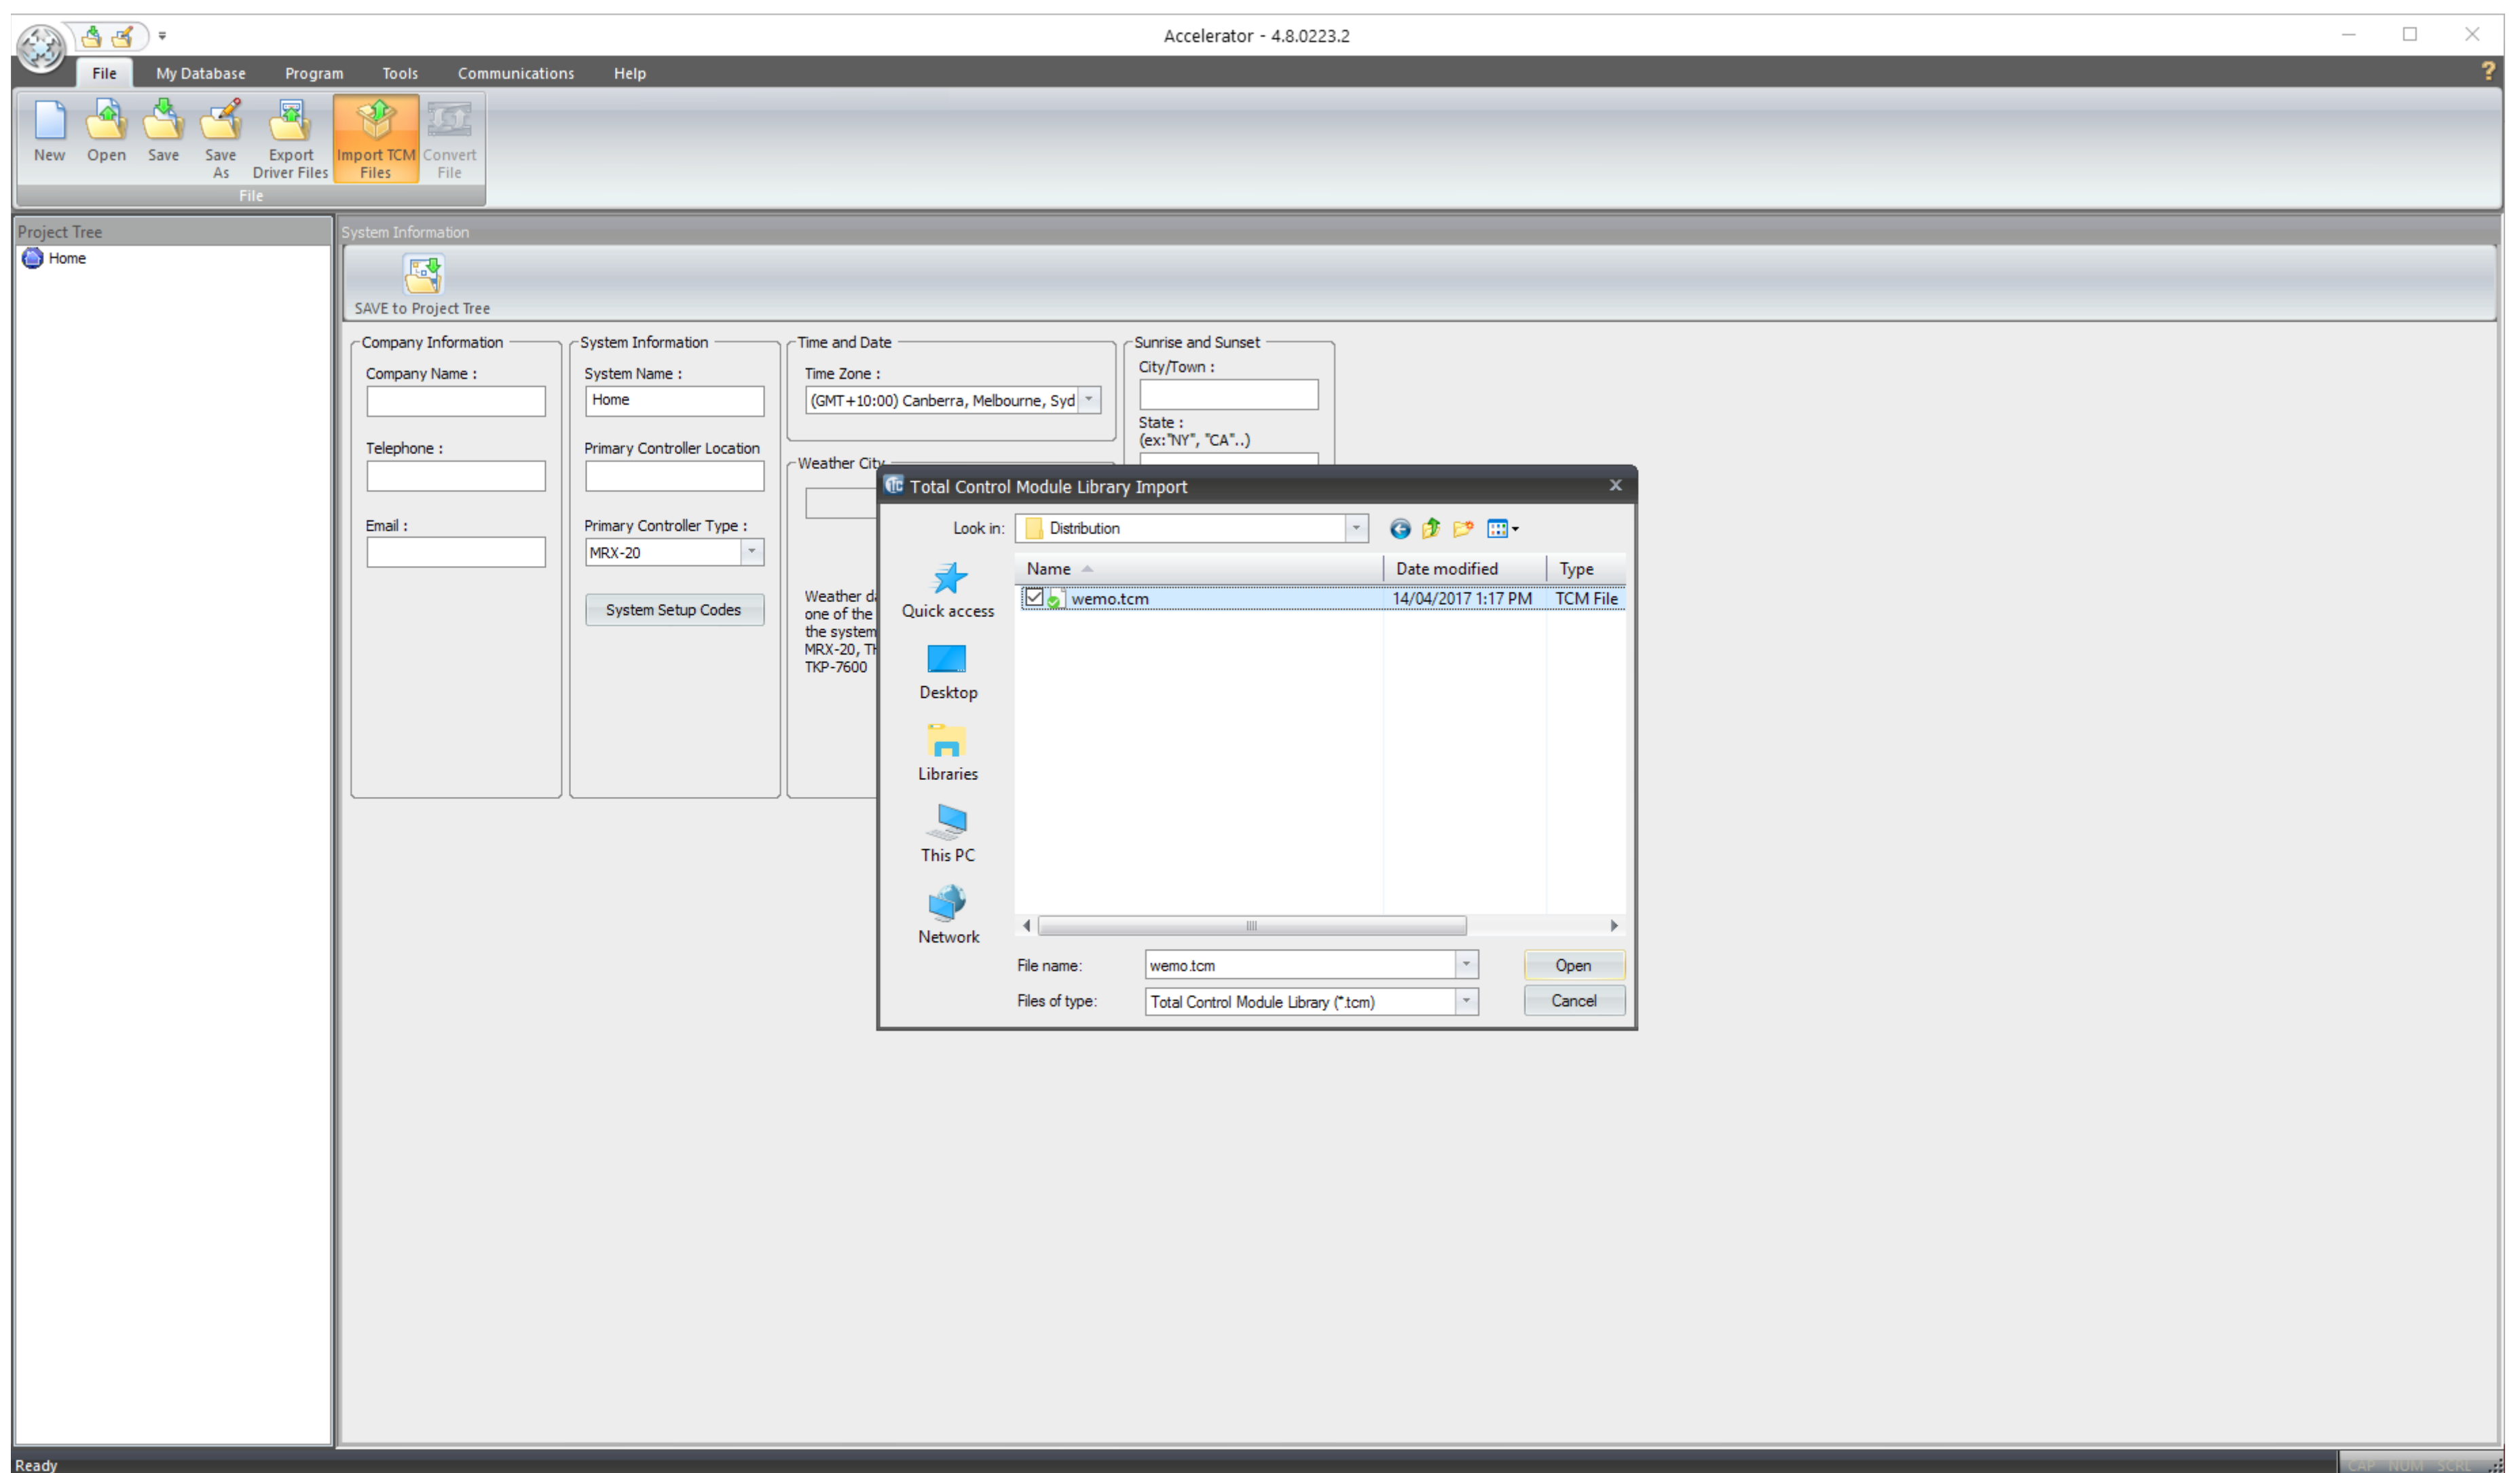 Accelerator - 4.8.0223.2
File My Database Program Tools Communications Help
?
New Open Save Save As Export Driver Files Import TCM Files Convert File
File
Project Tree
Home
System Information
SAVE to Project Tree
Company Information
Company Name :
Telephone :
Email :
System Information
System Name :
Home
Primary Controller Location
Primary Controller Type :
MRX-20
System Setup Codes
Time and Date
Time Zone :
(GMT+10:00) Canberra, Melbourne, Syd
Weather City
Weather
one of the
the system
MRX-20,
TKP-7600
Sunrise and Sunset
City/Town :
State :
(ex:"NY", "CA"..)
Total Control Module Library Import
x
Look in: Distribution
Quick access
Desktop
Libraries
This PC
Network
Name Date modified Type
wemo.tcm 14/04/2017 1:17 PM TCM File
File name: wemo.tcm Open
Files of type: Total Control Module Library (*.tcm) Cancel
Ready
CAP NUM SCRL